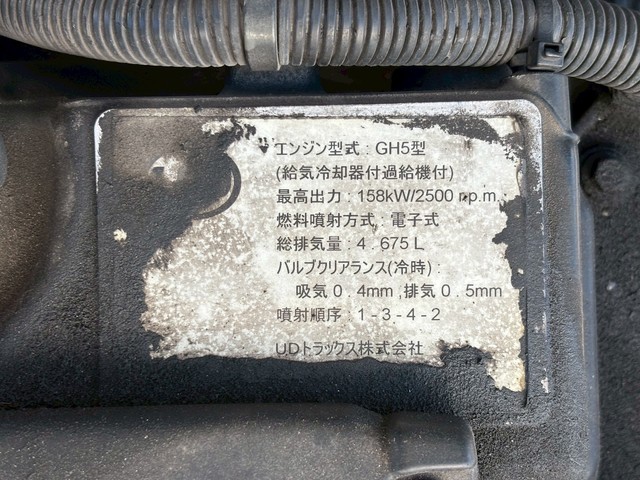 エンジン型式 : GH5型
(給気冷却器付過給機付)
最高出力 : 158kW/2500 r.p.m.
燃料噴射方式 : 電子式
総排気量 : 4 . 675 L
バルブクリアランス(冷時) :
吸気 0 . 4mm ,排気 0 . 5mm
噴射順序 : 1 - 3 - 4 - 2
UDトラックス株式会社